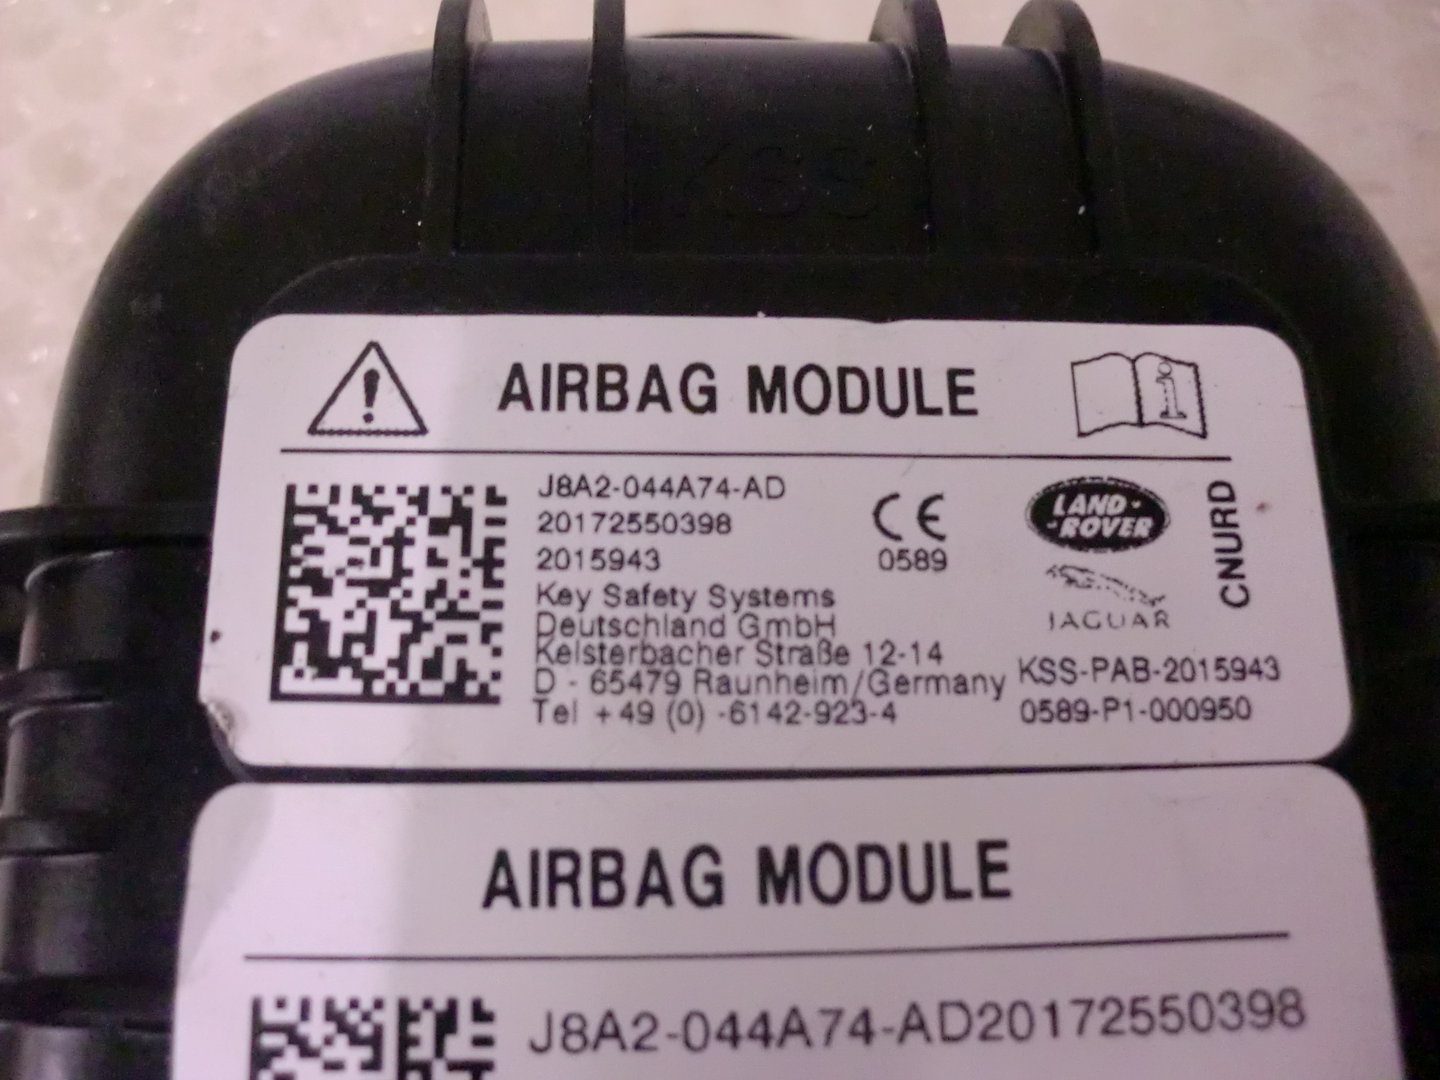 KSS
AIRBAG MODULE
J8A2-044A74-AD
20172550398
2015943
Key Safety Systems
Deutschland GmbH
Kelsterbacher Straße 12-14
D - 65479 Raunheim/Germany
Tel +49 (0) -6142-923-4
CE
0589
LAND-
-ROVER
JAGUAR
CNURD
KSS-PAB-2015943
0589-P1-000950
AIRBAG MODULE
J8A2-044A74-AD20172550398